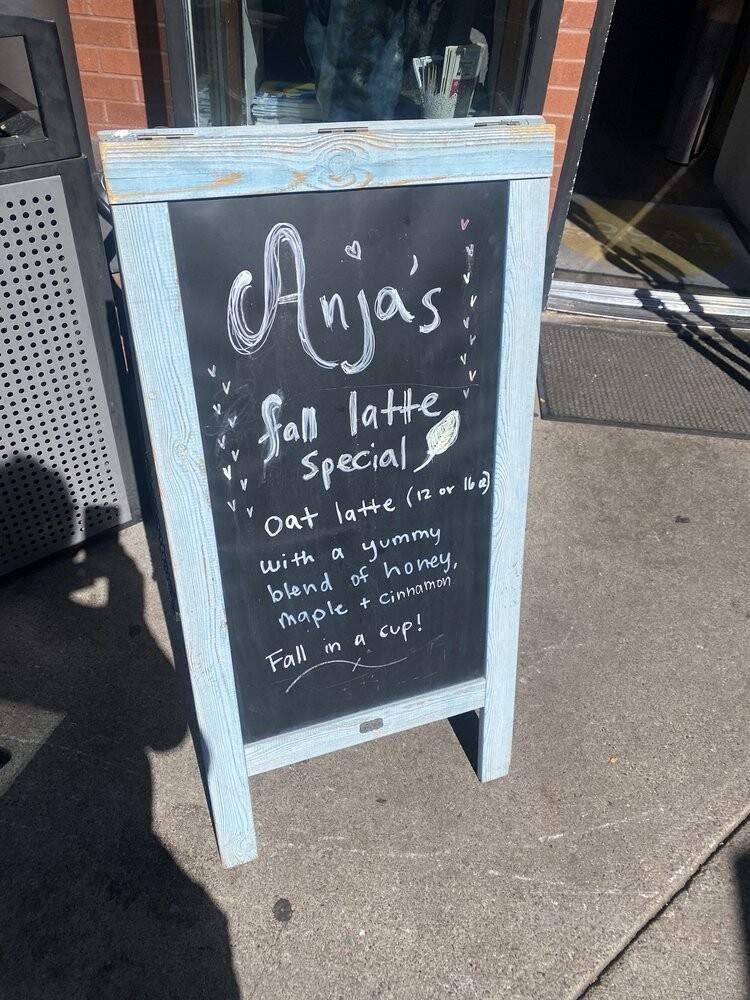 Anja's
fall latte
special
Oat latte (12 or 16 oz)
with a yummy
blend of honey,
maple + cinnamon
Fall in a cup!